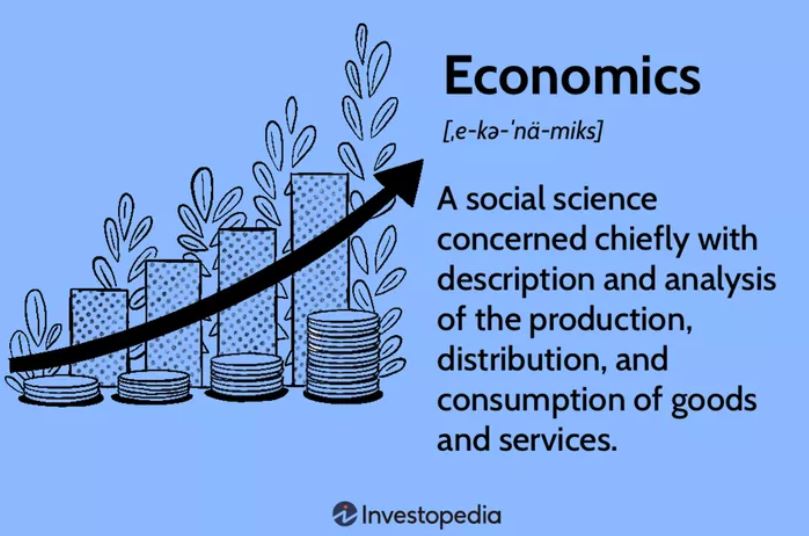 Economics
[ˌe-kə-ˈnä-miks]
A social science
concerned chiefly with
description and analysis
of the production,
distribution, and
consumption of goods
and services.
Investopedia